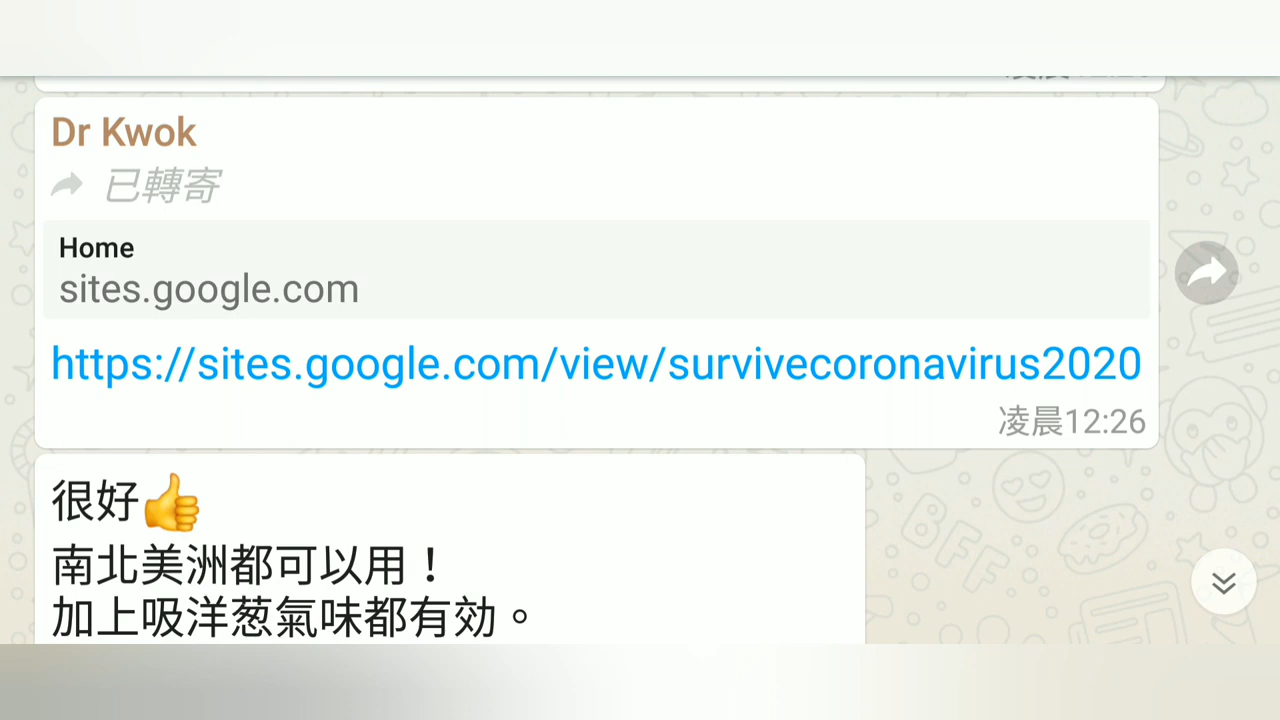 Dr Kwok
已轉寄
Home
sites.google.com
https://sites.google.com/view/survivecoronavirus2020
凌晨12:26
很好👍
南北美洲都可以用！
加上吸洋葱氣味都有効。